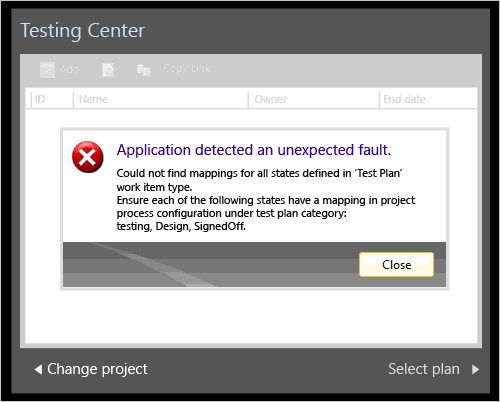 Testing Center
Add Copy Link
ID Name Owner End date
Application detected an unexpected fault.
Could not find mappings for all states defined in 'Test Plan'
work item type.
Ensure each of the following states have a mapping in project
process configuration under test plan category:
testing, Design, SignedOff.
Close
Change project Select plan